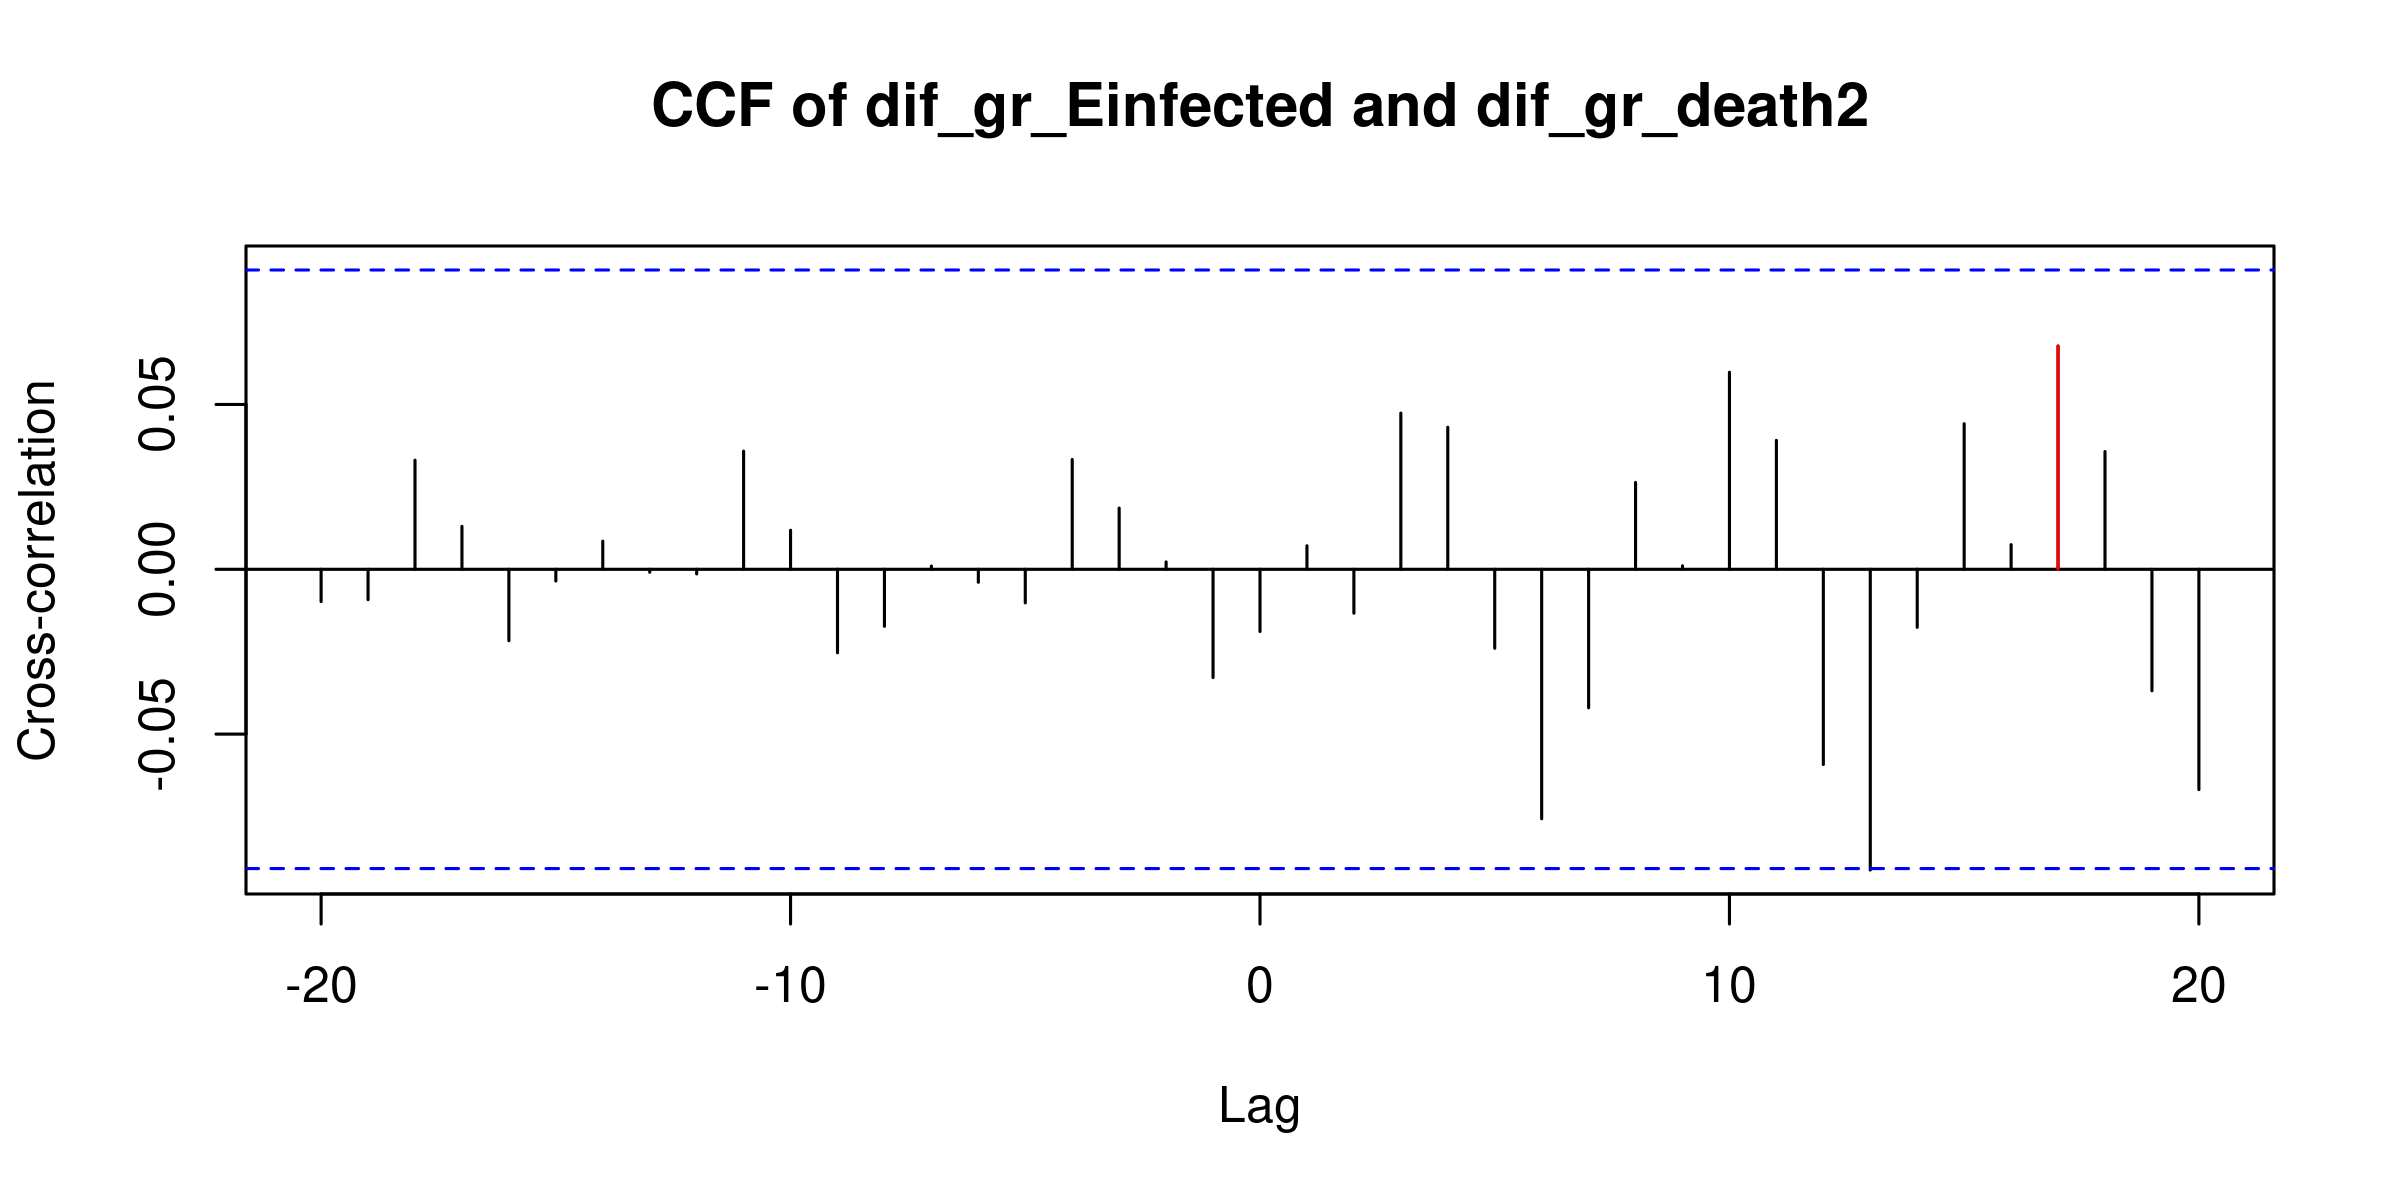 CCF of dif_gr_Einfected and dif_gr_death2
Cross-correlation
0.05
0.00
-0.05
-20 -10 0 10 20
Lag